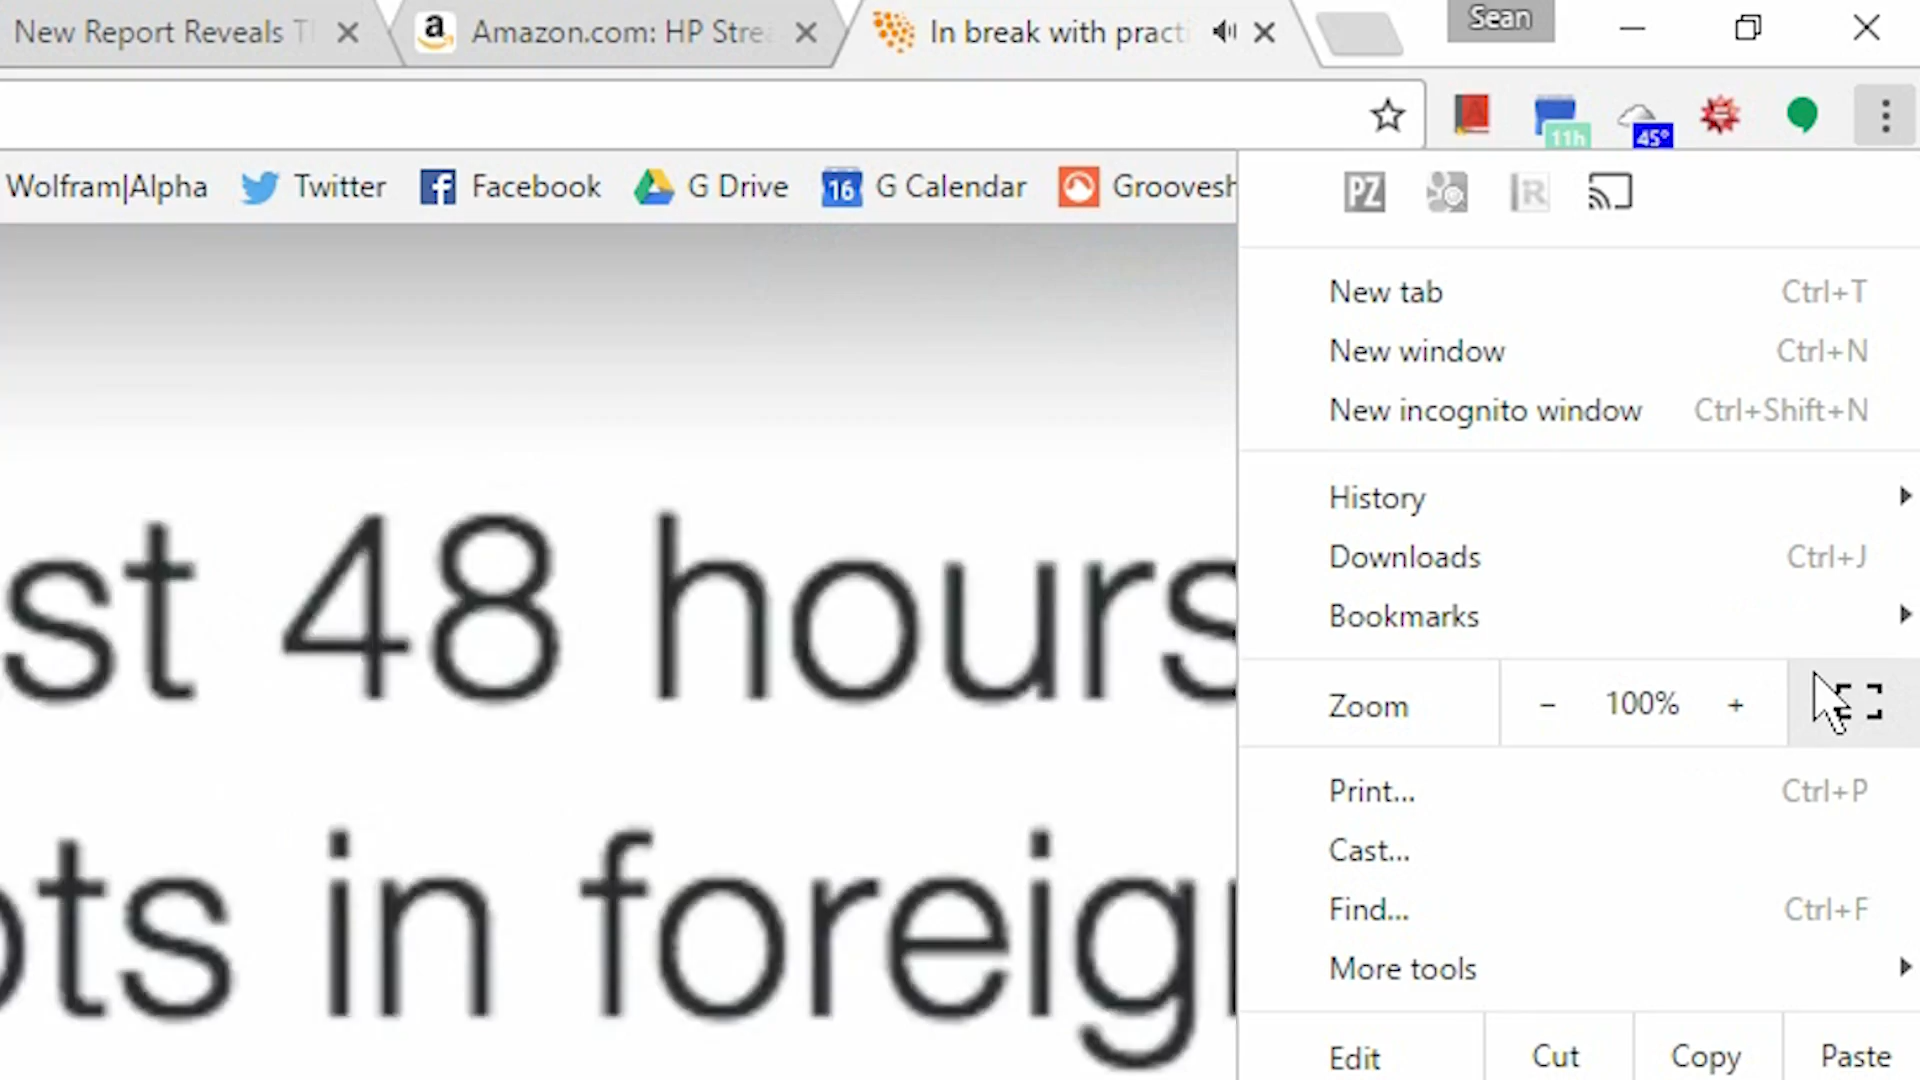 New Report Reveals T
Amazon.com: HP Stre
In break with pract
Sean
11h
45°
Wolfram|Alpha
Twitter
Facebook
16
G Drive
G Calendar
Groovesh
PZ
R
New tab Ctrl+T
New window Ctrl+N
New incognito window Ctrl+Shift+N
History
Downloads Ctrl+J
Bookmarks
Zoom − 100% +
Print... Ctrl+P
Cast...
Find... Ctrl+F
More tools
Edit Cut Copy Paste
st 48 hours
ots in foreig